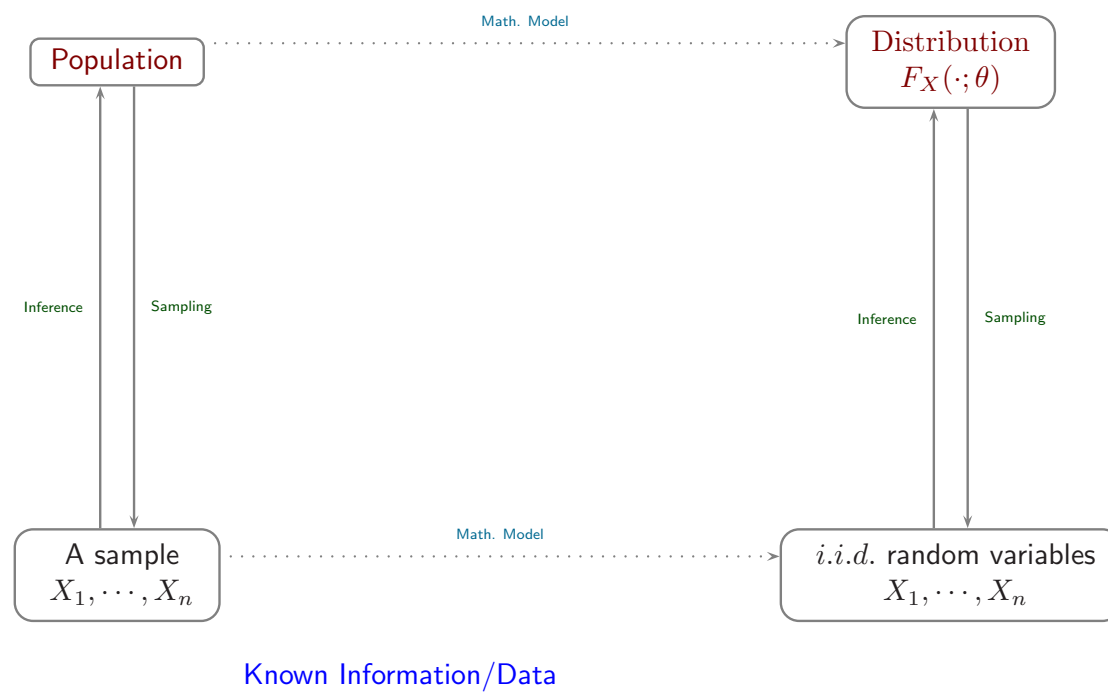 Math. Model
Population
Distribution
F_X(·; θ)
Inference
Sampling
Inference
Sampling
Math. Model
A sample
X_1, ⋯, X_n
i.i.d. random variables
X_1, ⋯, X_n
Known Information/Data